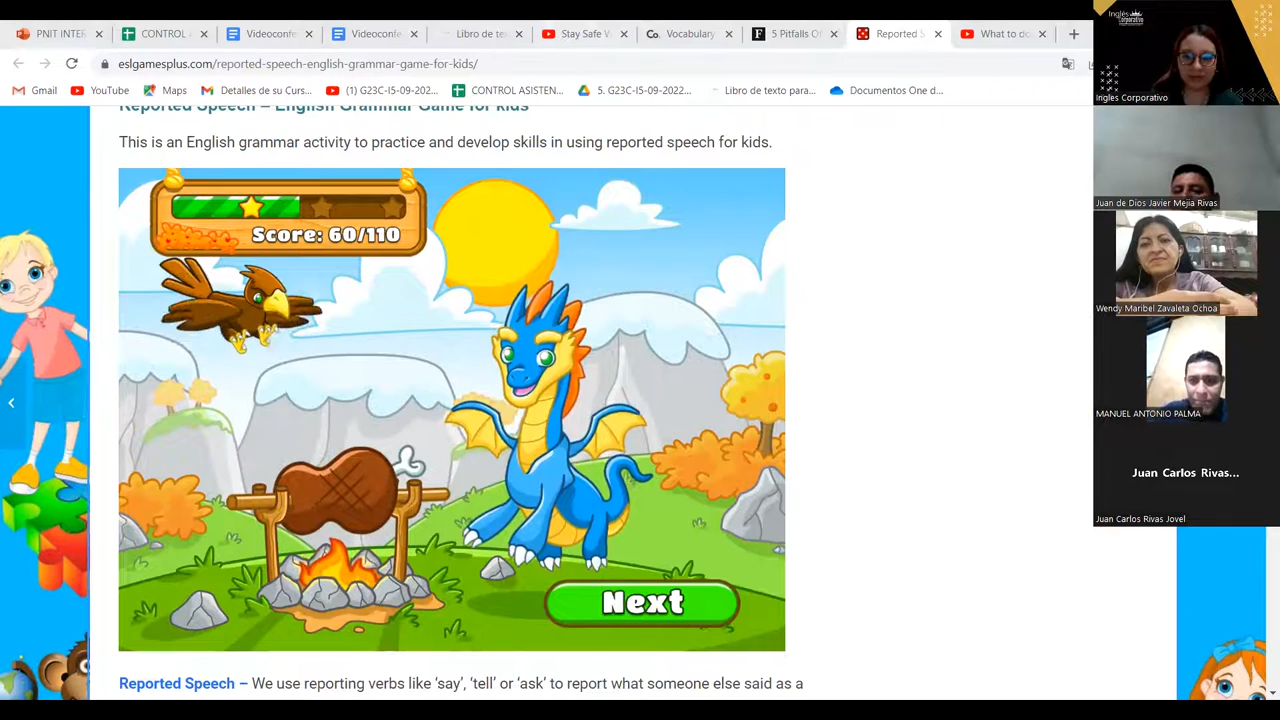 PNIT INTER
CONTROL
Videoconfe
Videoconfe
Libro de te
Stay Safe
Co. Vocabulary
5 Pitfalls Of
Reported S
What to do
eslgamesplus.com/reported-speech-english-grammar-game-for-kids/
Gmail
YouTube
Maps
Detalles de su Curs...
(1) G23C-I5-09-202...
CONTROL ASISTEN...
5. G23C-I5-09-2022...
Libro de texto para...
Documentos One d...
Reported Speech – English Grammar Game for kids
This is an English grammar activity to practice and develop skills in using reported speech for kids.
Score: 60/110
Next
Reported Speech – We use reporting verbs like 'say', 'tell' or 'ask' to report what someone else said as a
Inglés
Corporativo
Ingles Corporativo
Juan de Dios Javier Mejia Rivas
Wendy Maribel Zavaleta Ochoa
MANUEL ANTONIO PALMA
Juan Carlos Rivas...
Juan Carlos Rivas Jovel